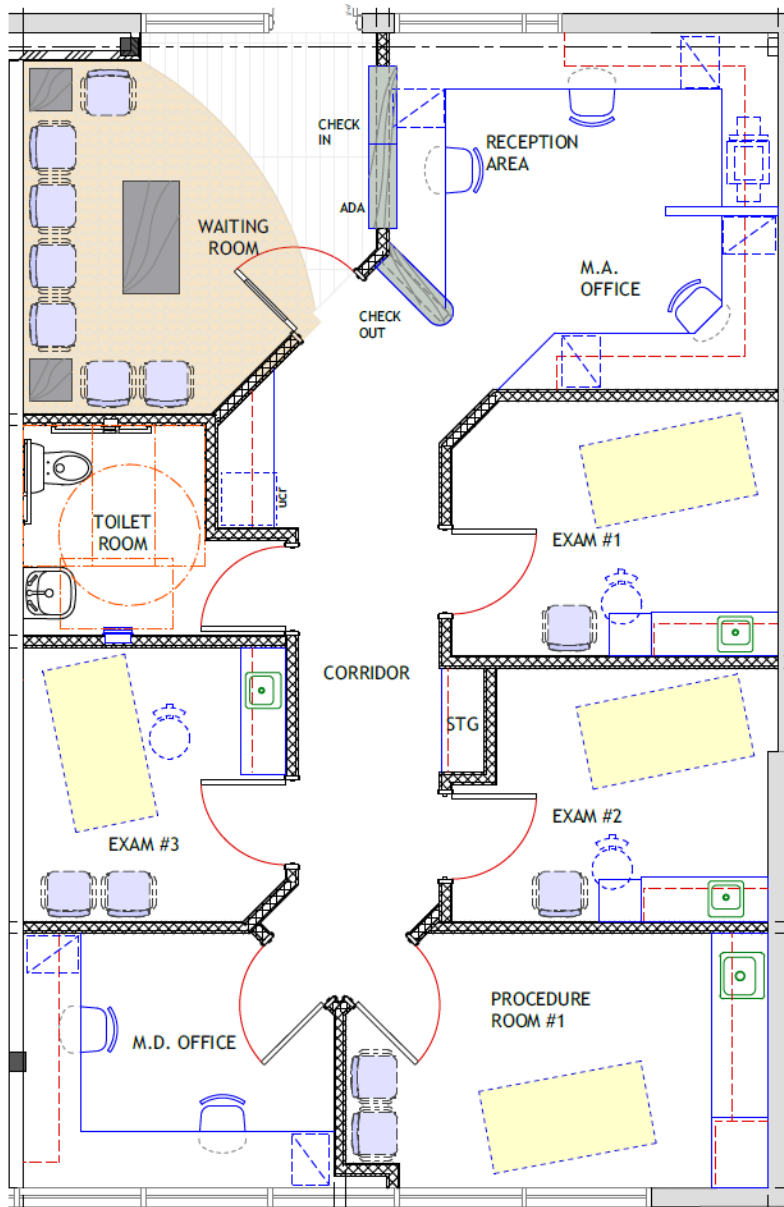 CHECK
IN
RECEPTION
AREA
ADA
WAITING
ROOM
M.A.
OFFICE
CHECK
OUT
UCR
TOILET
ROOM
EXAM #1
CORRIDOR
STG
EXAM #2
EXAM #3
PROCEDURE
ROOM #1
M.D. OFFICE